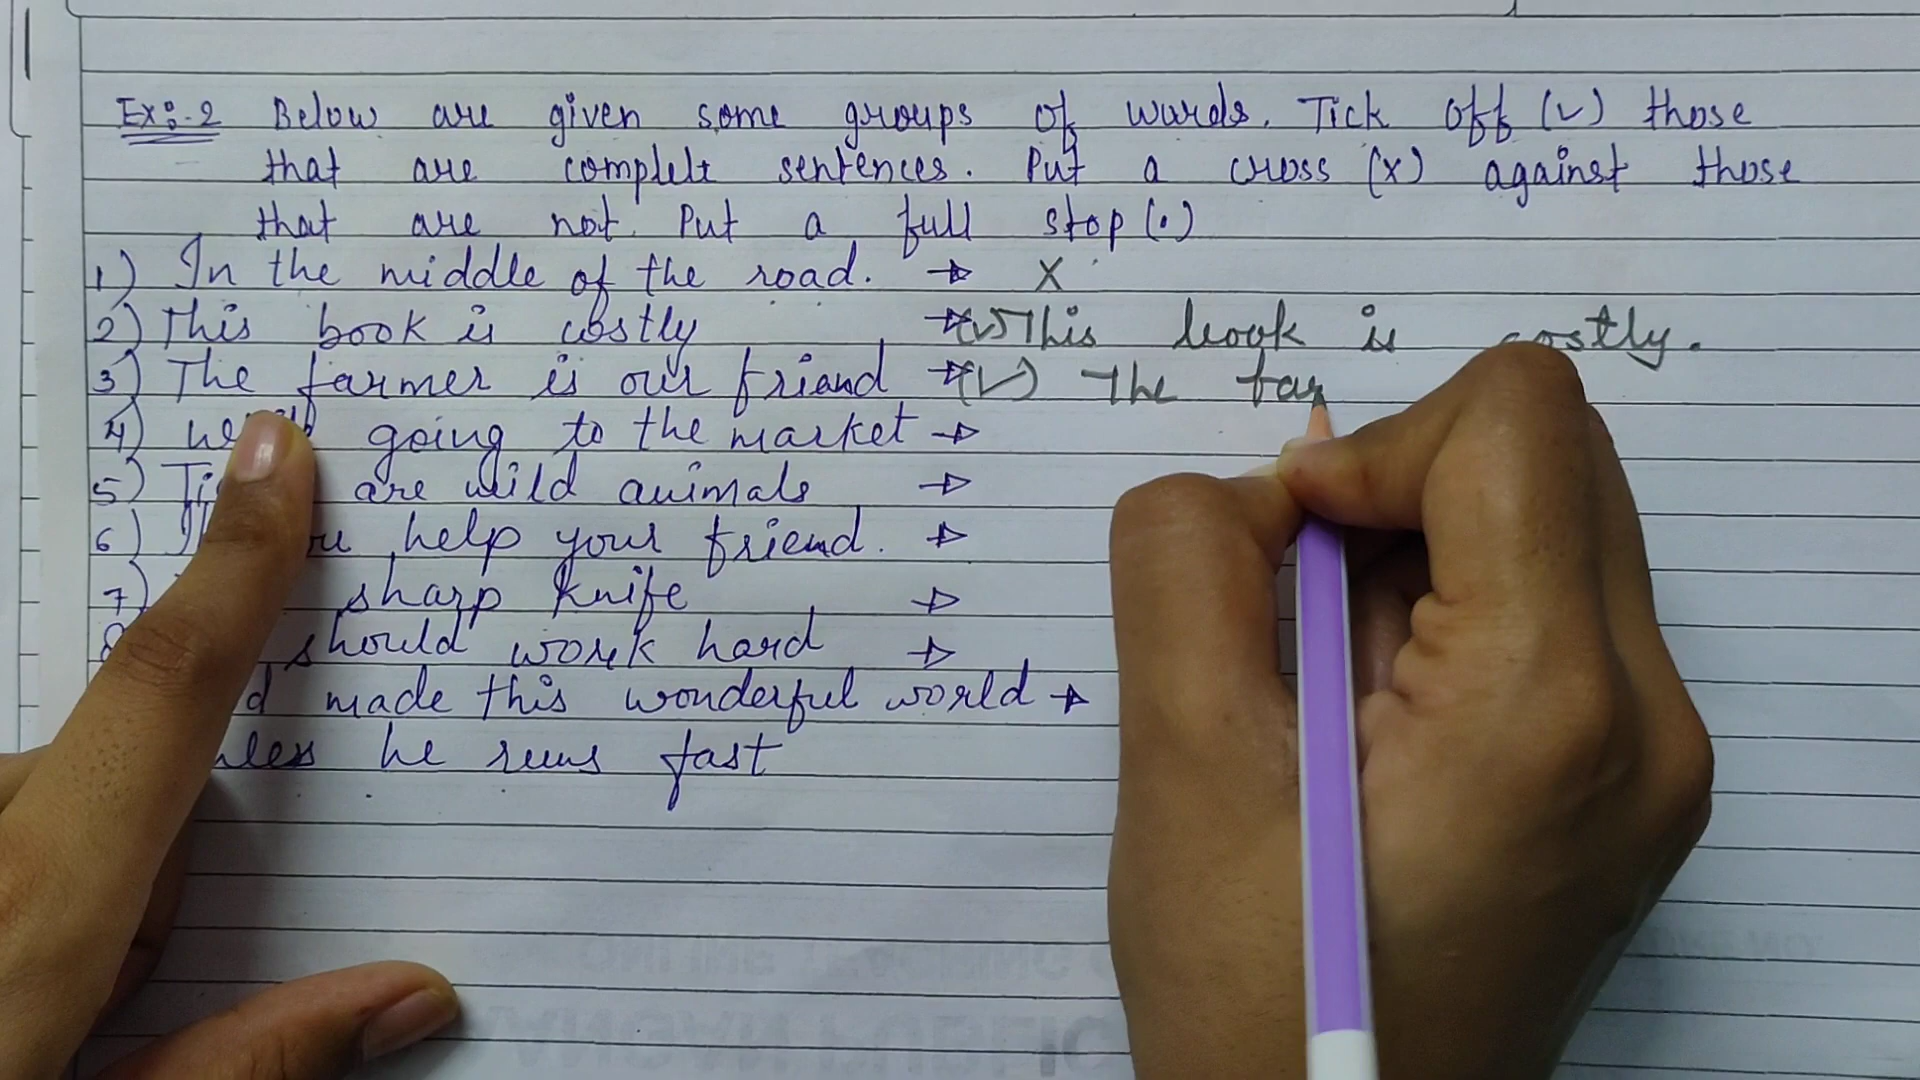 Ex:-2 Below are given some groups of words. Tick off (✓) those
that are complete sentences. Put a cross (x) against those
that are not. Put a full stop (.)
1) In the middle of the road. → X
2) This book is costly → (✓) This book is costly.
3) The farmer is our friend → (✓) The far
4) going to the market →
5) are wild animals →
6) help your friend. →
7) sharp knife →
should work hard →
made this wonderful world →
he runs fast